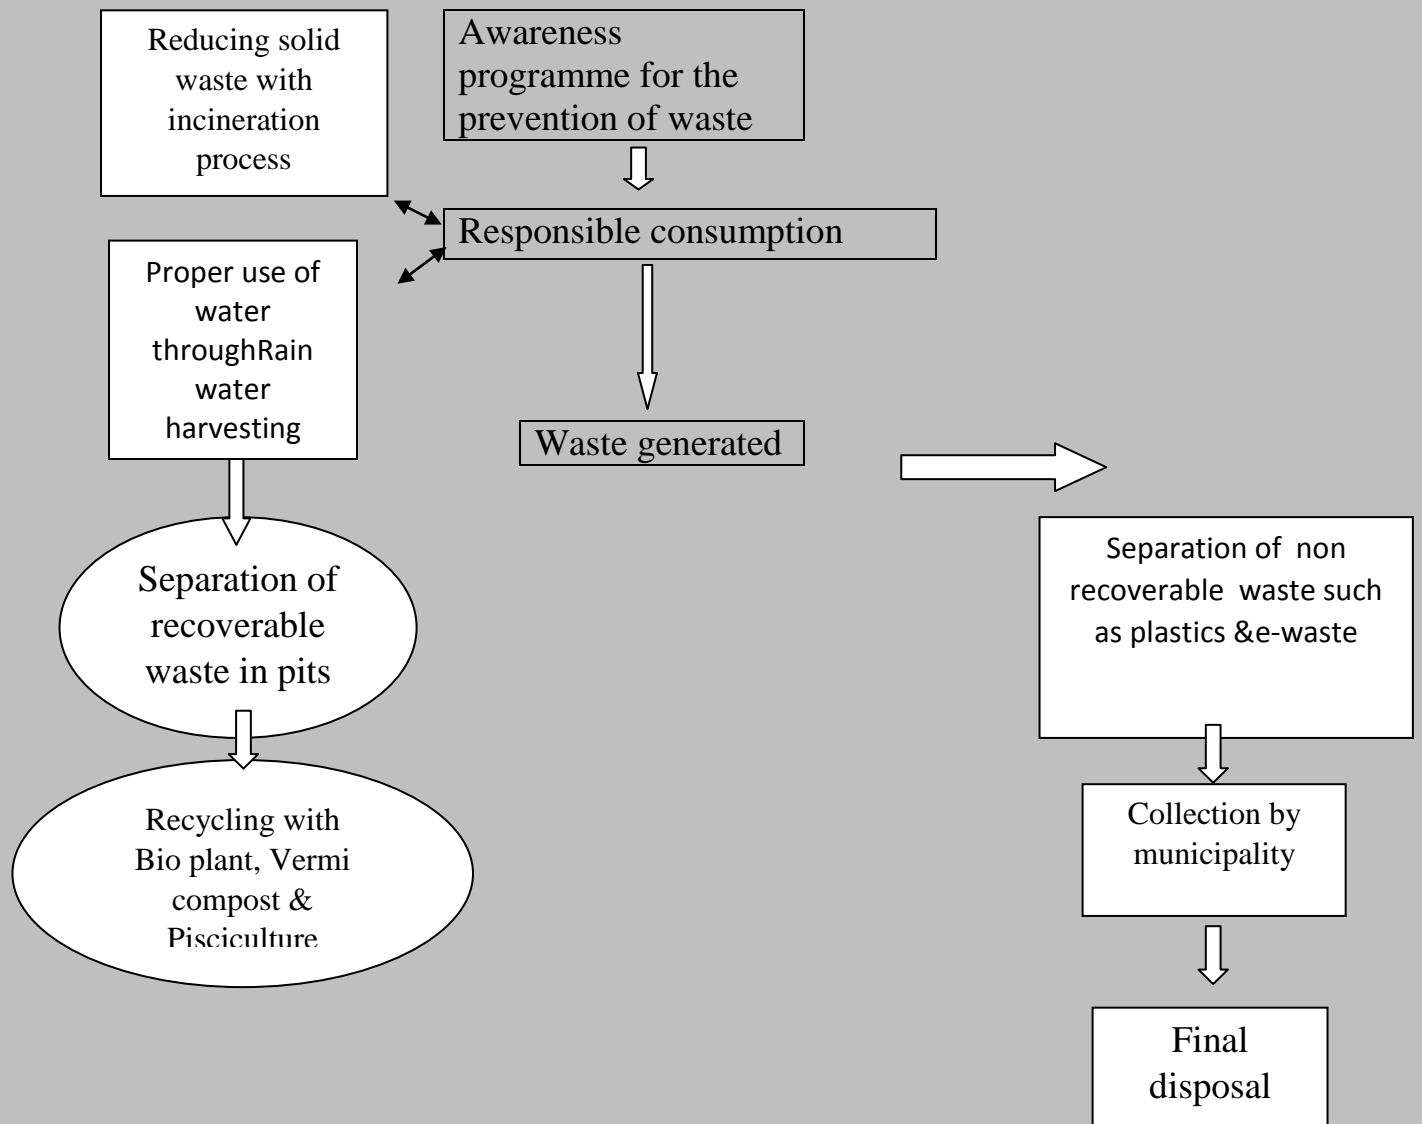 Reducing solid
waste with
incineration
process
Awareness
programme for the
prevention of waste
Responsible consumption
Proper use of
water
throughRain
water
harvesting
Waste generated
Separation of
recoverable
waste in pits
Separation of  non
recoverable  waste such
as plastics &e-waste
Recycling with
Bio plant, Vermi
compost &
Pisciculture
Collection by
municipality
Final
disposal